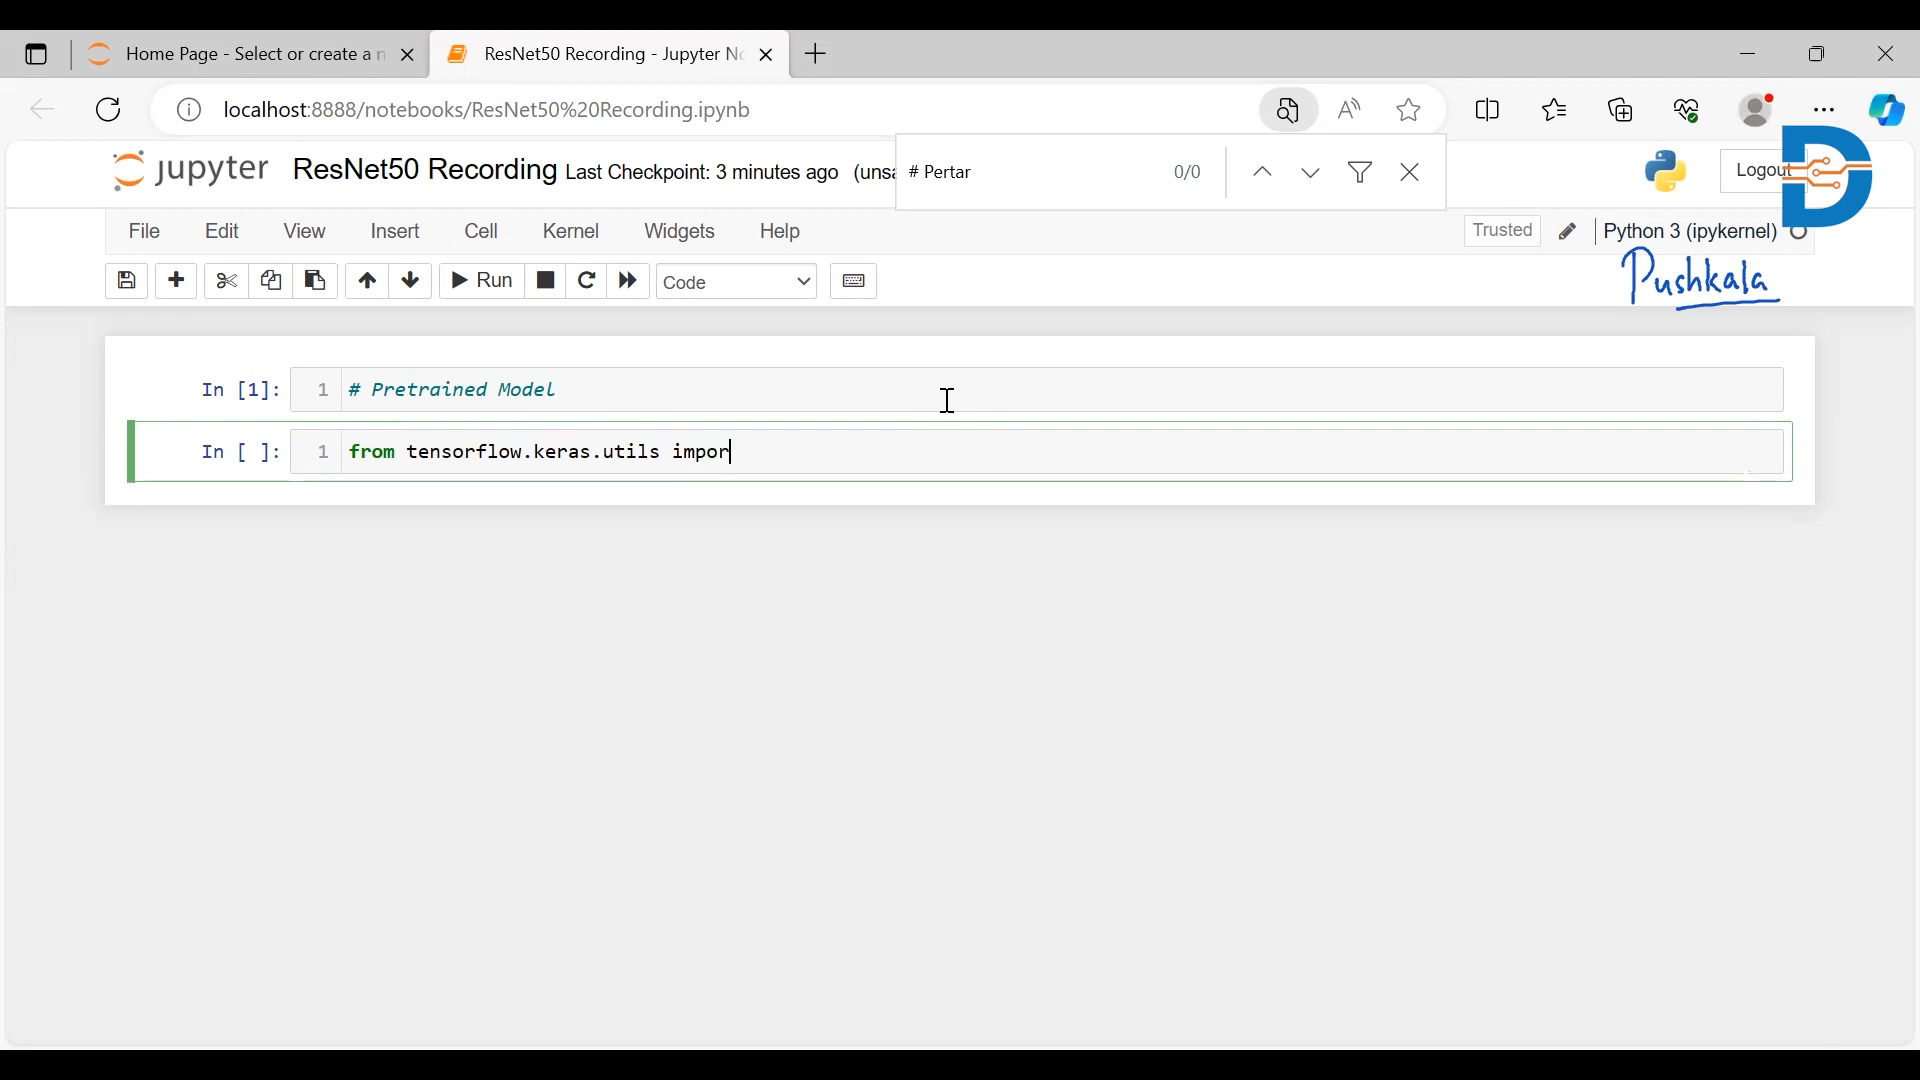 Home Page - Select or create a n
ResNet50 Recording - Jupyter No
localhost:8888/notebooks/ResNet50%20Recording.ipynb
jupyter ResNet50 Recording Last Checkpoint: 3 minutes ago (unsa
# Pertar 0/0
Logout
File Edit View Insert Cell Kernel Widgets Help
Trusted Python 3 (ipykernel)
Run Code
Pushkala
In [1]: 1 # Pretrained Model
In [ ]: 1 from tensorflow.keras.utils impor